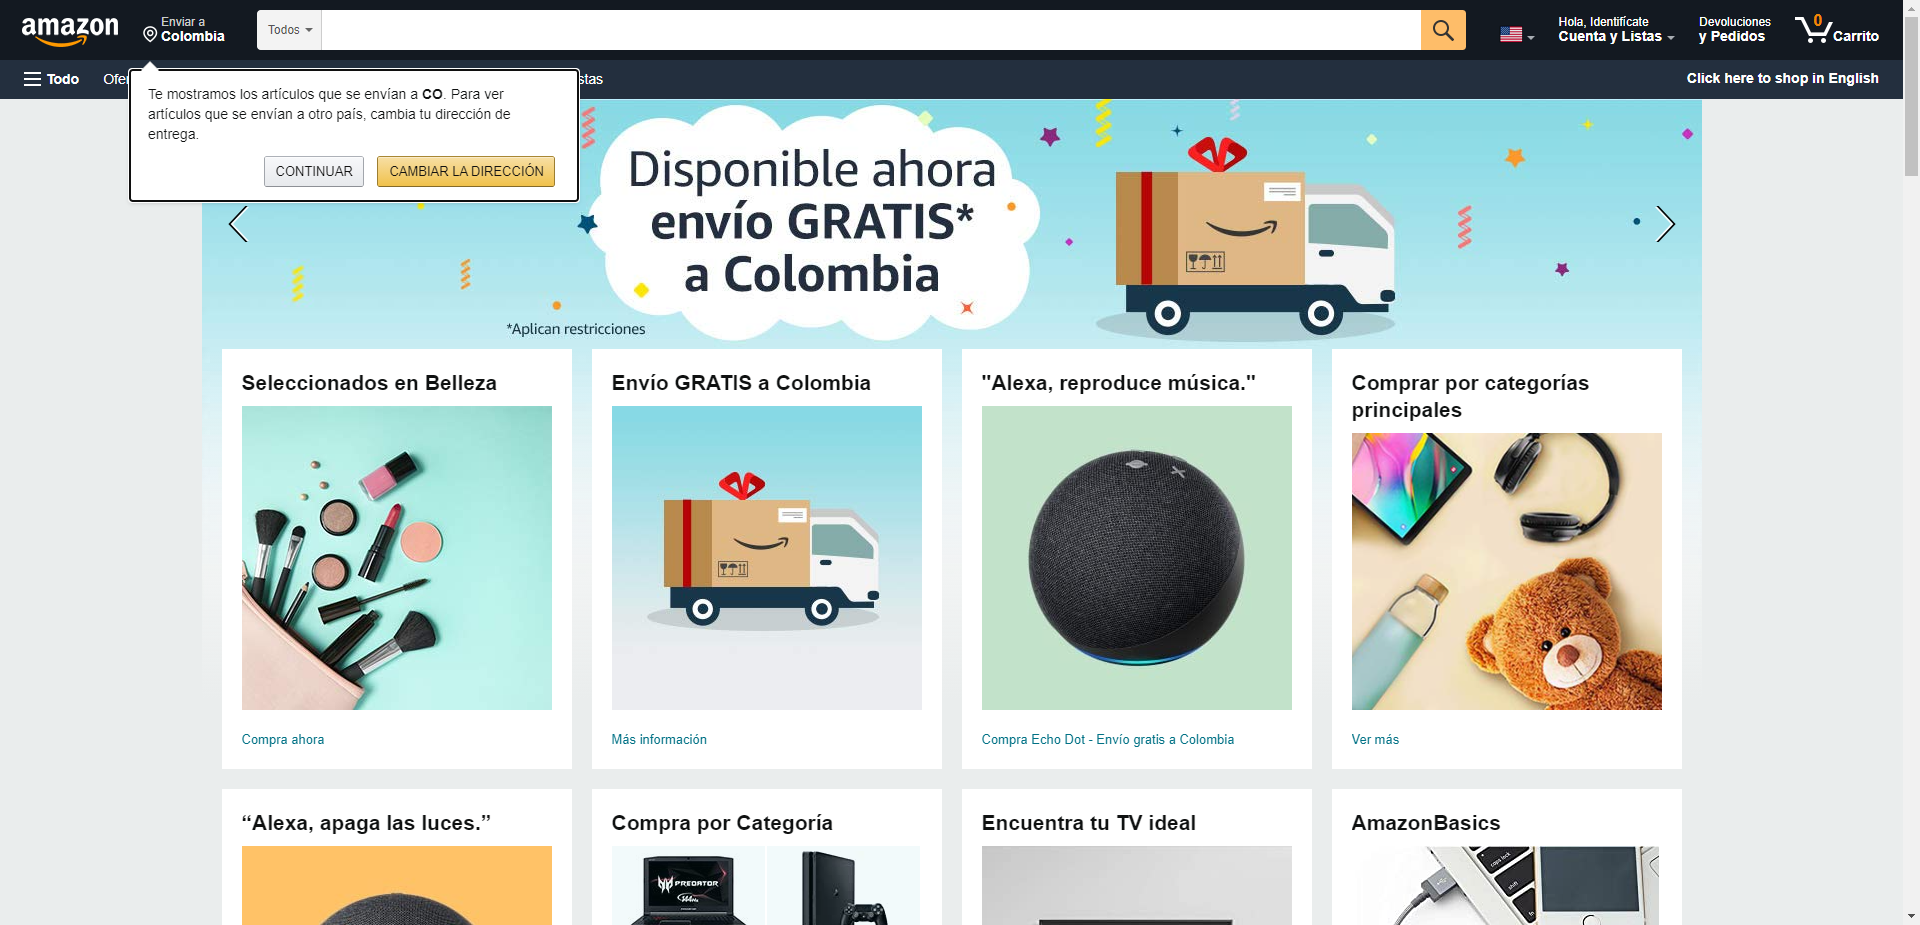 amazon
Enviar a
Colombia
Todos
Hola, Identifícate
Cuenta y Listas
Devoluciones
y Pedidos
0
Carrito
Todo
Click here to shop in English
Te mostramos los artículos que se envían a CO. Para ver
artículos que se envían a otro país, cambia tu dirección de
entrega.
CONTINUAR
CAMBIAR LA DIRECCIÓN
Disponible ahora
envío GRATIS*
a Colombia
*Aplican restricciones
Seleccionados en Belleza
Envío GRATIS a Colombia
"Alexa, reproduce música."
Comprar por categorías
principales
Compra ahora
Más información
Compra Echo Dot - Envío gratis a Colombia
Ver más
“Alexa, apaga las luces.”
Compra por Categoría
Encuentra tu TV ideal
AmazonBasics
PREDATOR
caps lock
shift